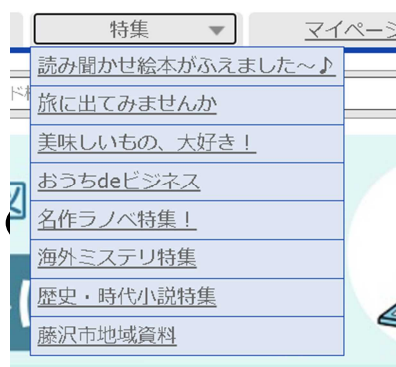 特集
マイペー
読み聞かせ絵本がふえました～♪
旅に出てみませんか
美味しいもの、大好き！
おうちdeビジネス
名作ラノベ特集！
海外ミステリ特集
歴史・時代小説特集
藤沢市地域資料